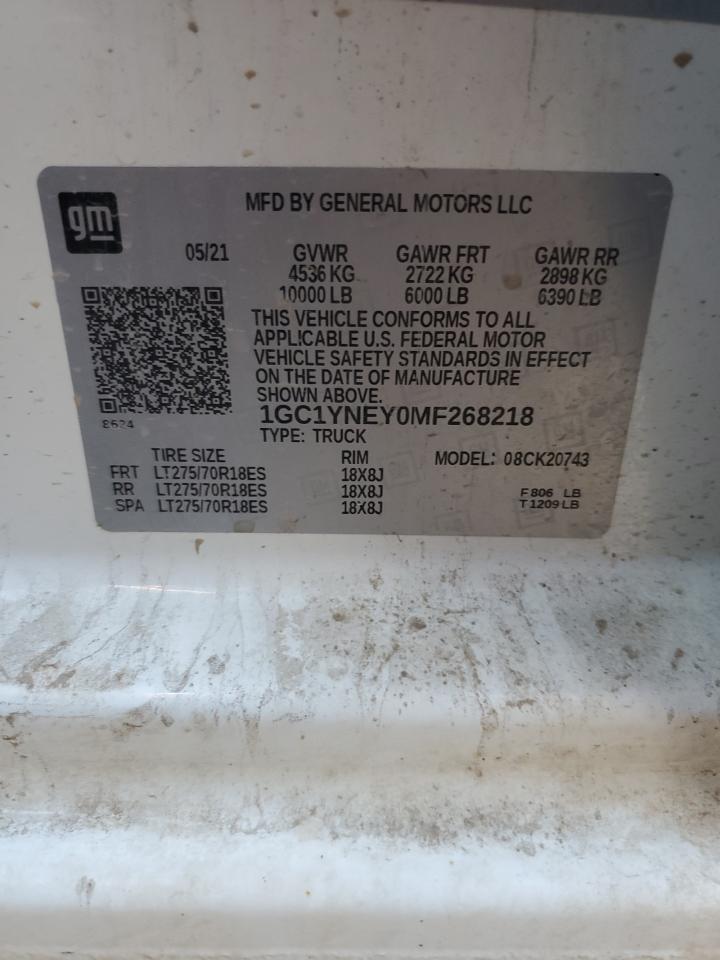 gm
MFD BY GENERAL MOTORS LLC
05/21 GVWR GAWR FRT GAWR RR
4536 KG 2722 KG 2898 KG
10000 LB 6000 LB 6390 LB
THIS VEHICLE CONFORMS TO ALL
APPLICABLE U.S. FEDERAL MOTOR
VEHICLE SAFETY STANDARDS IN EFFECT
ON THE DATE OF MANUFACTURE
SHOWN ABOVE.
8624
1GC1YNEY0MF268218
TYPE: TRUCK
TIRE SIZE RIM MODEL: 08CK20743
FRT LT275/70R18ES 18X8J
RR LT275/70R18ES 18X8J F 806 LB
SPA LT275/70R18ES 18X8J T 1209 LB